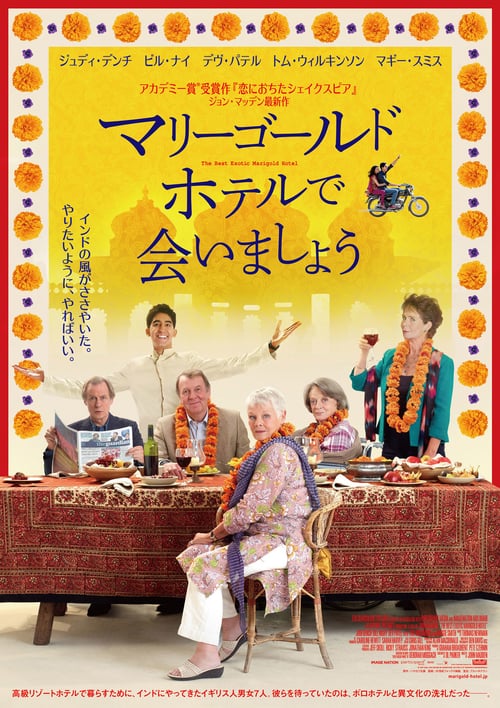 ジュディ・デンチ ビル・ナイ デヴ・パテル トム・ウィルキンソン マギー・スミス
アカデミー賞®受賞作『恋におちたシェイクスピア』
ジョン・マッデン最新作
マリーゴールド
The Best Exotic Marigold Hotel
ホテルで
会いましょう
インドの風がささやいた。
やりたいように、やればいい。
theguardian
marigold-hotel.jp
高級リゾートホテルで暮らすために、インドにやってきたイギリス人男女7人。彼らを待っていたのは、ボロホテルと異文化の洗礼だった―